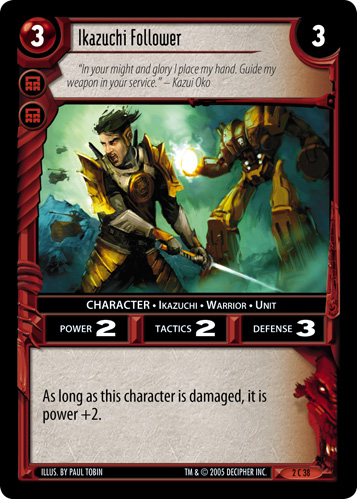 3 Ikazuchi Follower 3
"In your might and glory I place my hand. Guide my
weapon in your service." – Kazui Oko
CHARACTER • IKAZUCHI • WARRIOR • UNIT
POWER 2 TACTICS 2 DEFENSE 3
As long as this character is damaged, it is
power +2.
ILLUS. BY PAUL TOBIN TM & © 2005 DECIPHER INC. 2 C 38